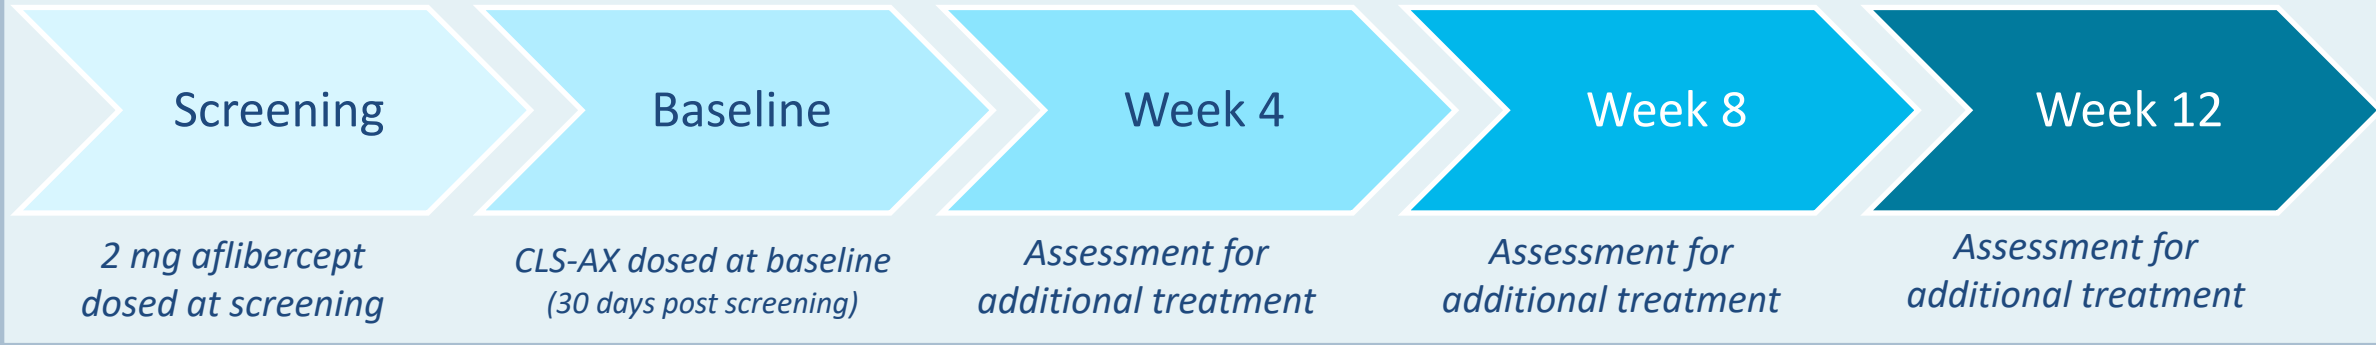 Screening
Baseline
Week 4
Week 8
Week 12
2 mg aflibercept
dosed at screening
CLS-AX dosed at baseline
(30 days post screening)
Assessment for
additional treatment
Assessment for
additional treatment
Assessment for
additional treatment